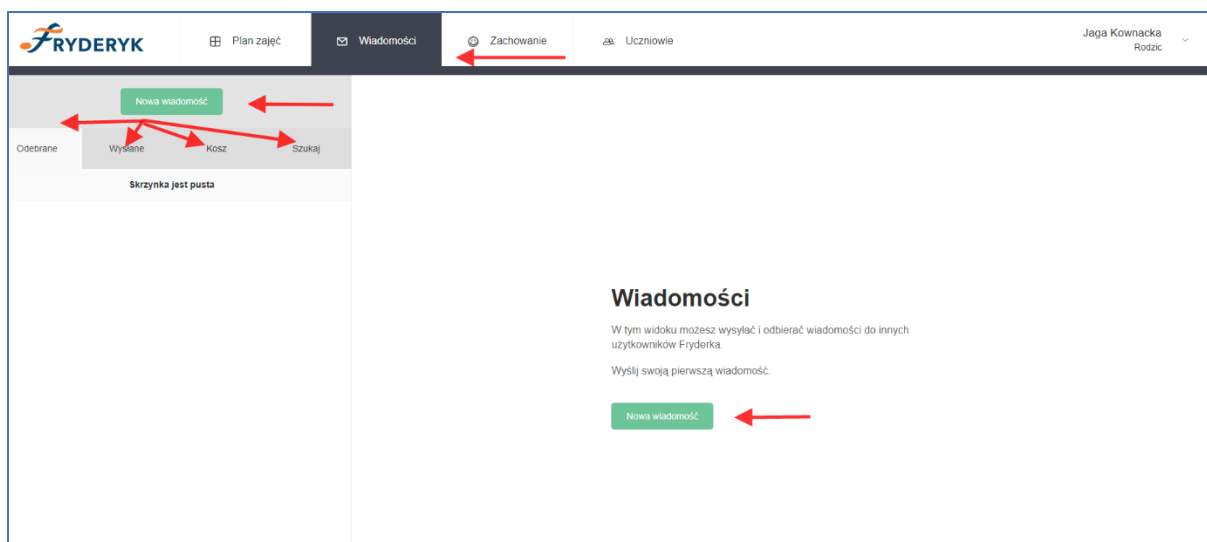 FRYDERYK
Plan zajęć
Wiadomości
Zachowanie
Uczniowie
Jaga Kownacka
Rodzic
Nowa wiadomość
Odebrane
Wysłane
Kosz
Szukaj
Skrzynka jest pusta
Wiadomości
W tym widoku możesz wysyłać i odbierać wiadomości do innych
użytkowników Fryderka.
Wyślij swoją pierwszą wiadomość.
Nowa wiadomość